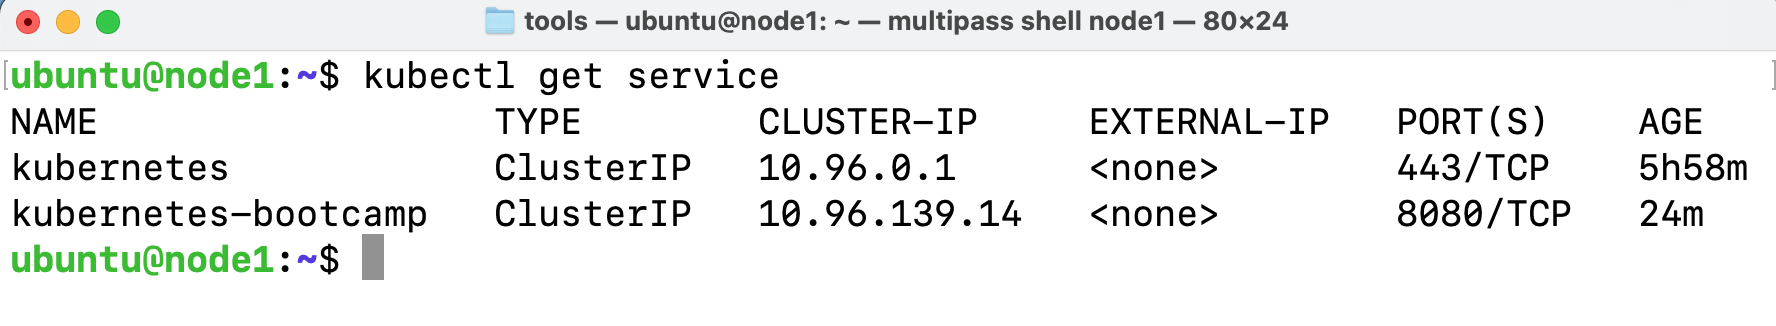 tools — ubuntu@node1: ~ — multipass shell node1 — 80×24
[ubuntu@node1:~$ kubectl get service ]
NAME TYPE CLUSTER-IP EXTERNAL-IP PORT(S) AGE
kubernetes ClusterIP 10.96.0.1 <none> 443/TCP 5h58m
kubernetes-bootcamp ClusterIP 10.96.139.14 <none> 8080/TCP 24m
ubuntu@node1:~$